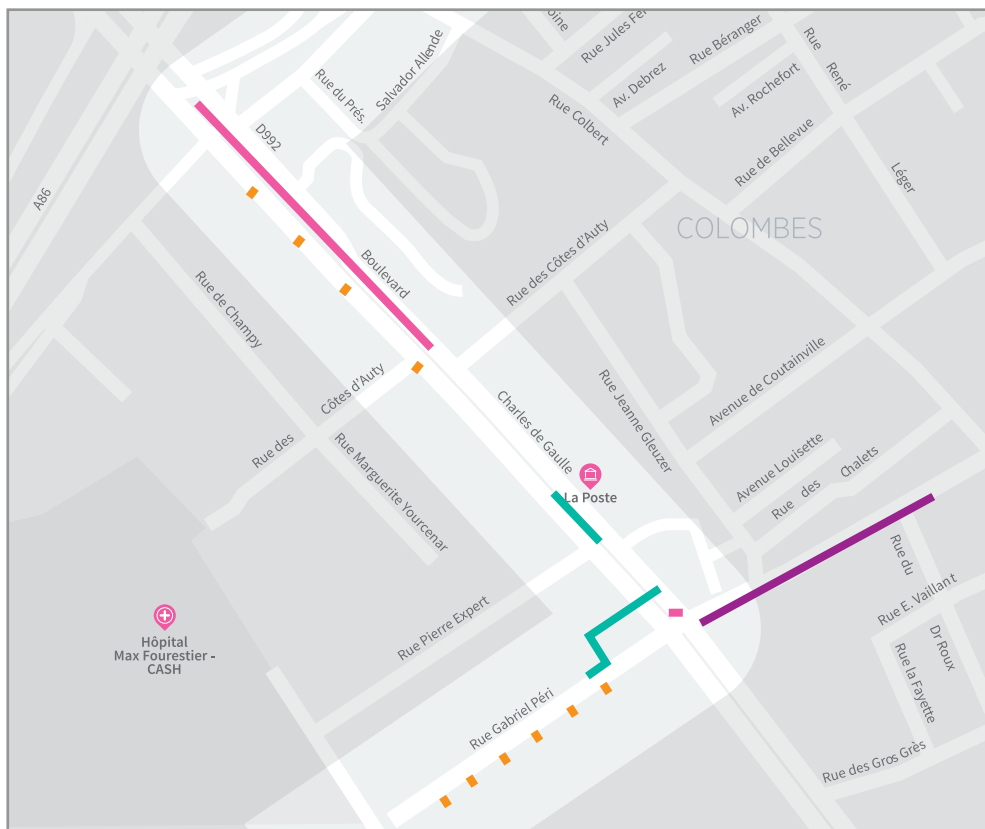 oine
Rue Jules Fer
Rue Béranger
Rue René
Léger
Av. Debrez
Av. Rochefort
Rue Colbert
Rue de Bellevue
Salvador Allende
Rue du Prés.
D992
A86
COLOMBES
Rue des Côtes d'Auty
Boulevard
Rue de Champy
Rue des
Côtes d'Auty
Charles de Gaulle
Rue Jeanne Gleuzer
Avenue de Coutainville
Avenue Louisette
Rue des Chalets
Rue Marguerite Yourcenar
La Poste
Rue du
Dr Roux
Rue E. Vaillant
Rue la Fayette
Rue des Gros Grès
Rue Pierre Expert
Rue Gabriel Péri
Hôpital
Max Fourestier -
CASH